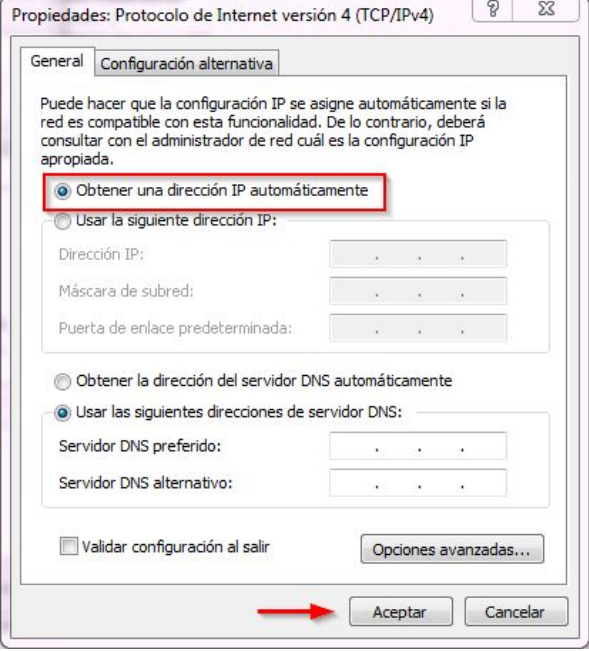 Propiedades: Protocolo de Internet versión 4 (TCP/IPv4)
General
Configuración alternativa
Puede hacer que la configuración IP se asigne automáticamente si la
red es compatible con esta funcionalidad. De lo contrario, deberá
consultar con el administrador de red cuál es la configuración IP
apropiada.
Obtener una dirección IP automáticamente
Usar la siguiente dirección IP:
Dirección IP:
Máscara de subred:
Puerta de enlace predeterminada:
Obtener la dirección del servidor DNS automáticamente
Usar las siguientes direcciones de servidor DNS:
Servidor DNS preferido:
Servidor DNS alternativo:
Validar configuración al salir
Opciones avanzadas...
Aceptar
Cancelar